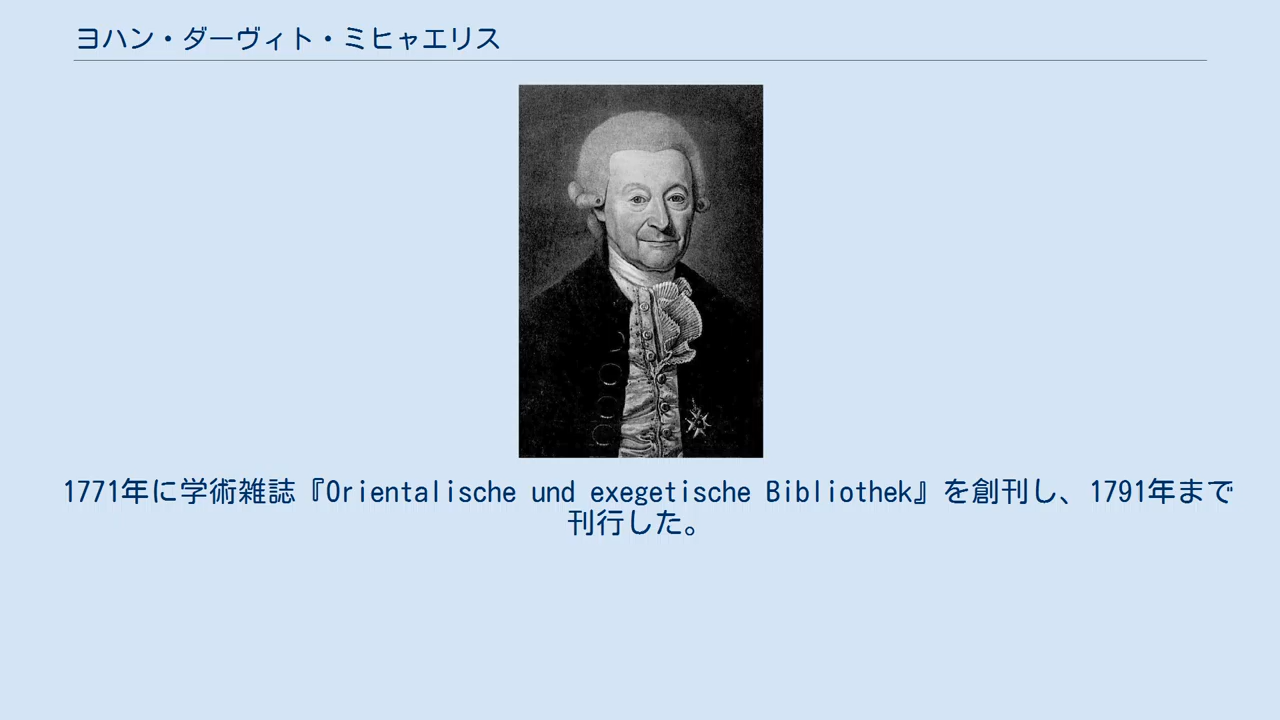 ヨハン・ダーヴィト・ミヒャエリス
1771年に学術雑誌『Orientalische und exegetische Bibliothek』を創刊し、1791年まで
刊行した。